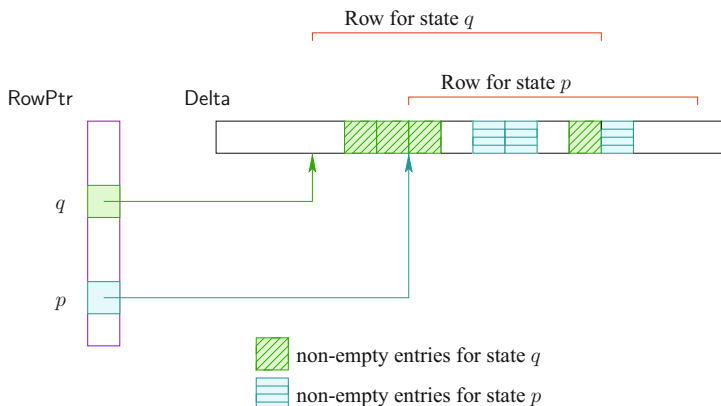 Row for state q
Row for state p
RowPtr
Delta
q
p
non-empty entries for state q
non-empty entries for state p